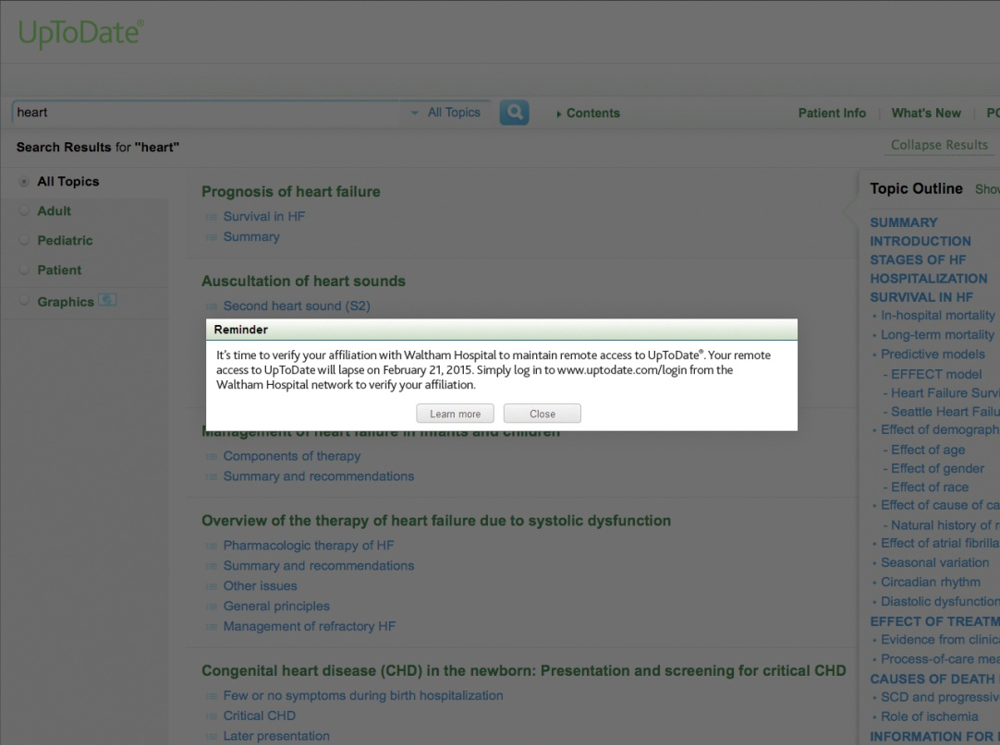 UpToDate®
heart
All Topics
Contents
Patient Info
What's New
Search Results for "heart"
Collapse Results
All Topics
Adult
Pediatric
Patient
Graphics
Prognosis of heart failure
Survival in HF
Summary
Auscultation of heart sounds
Second heart sound (S2)
Reminder
It's time to verify your affiliation with Waltham Hospital to maintain remote access to UpToDate®. Your remote
access to UpToDate will lapse on February 21, 2015. Simply log in to www.uptodate.com/login from the
Waltham Hospital network to verify your affiliation.
Learn more
Close
Management of heart failure in infants and children
Components of therapy
Summary and recommendations
Overview of the therapy of heart failure due to systolic dysfunction
Pharmacologic therapy of HF
Summary and recommendations
Other issues
General principles
Management of refractory HF
Congenital heart disease (CHD) in the newborn: Presentation and screening for critical CHD
Few or no symptoms during birth hospitalization
Critical CHD
Later presentation
Topic Outline
SUMMARY
INTRODUCTION
STAGES OF HF
HOSPITALIZATION
SURVIVAL IN HF
• In-hospital mortality
• Long-term mortality
• Predictive models
- EFFECT model
- Heart Failure
- Seattle Heart
• Effect of
- Effect of age
- Effect of gender
- Effect of race
• Effect of cause of
- Natural history of
• Effect of atrial
• Seasonal variation
• Circadian rhythm
• Diastolic dysfunction
EFFECT OF
• Evidence from
• Process-of-care
CAUSES OF DEATH
• SCD and
• Role of ischemia
INFORMATION FOR